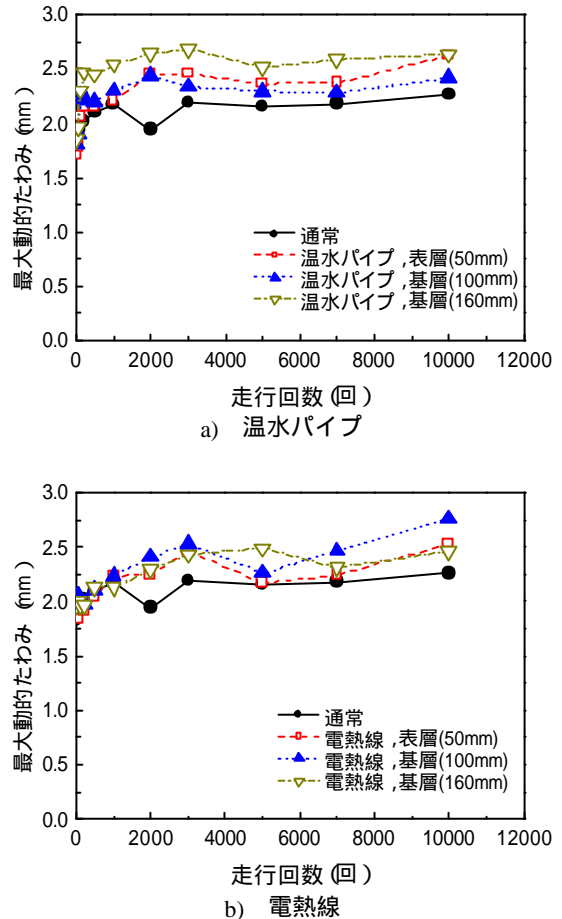 3.0
2.5
2.0
1.5
1.0
0.5
0.0
最大動的たわみ (mm)
通常
温水パイプ ,表層(50mm)
温水パイプ ,基層(100mm)
温水パイプ ,基層(160mm)
0 2000 4000 6000 8000 10000 12000
走行回数 (回 )
a) 温水パイプ
3.0
2.5
2.0
1.5
1.0
0.5
0.0
最大動的たわみ (mm)
通常
電熱線 ,表層(50mm)
電熱線 ,基層(100mm)
電熱線 ,基層(160mm)
0 2000 4000 6000 8000 10000 12000
走行回数 (回 )
b) 電熱線